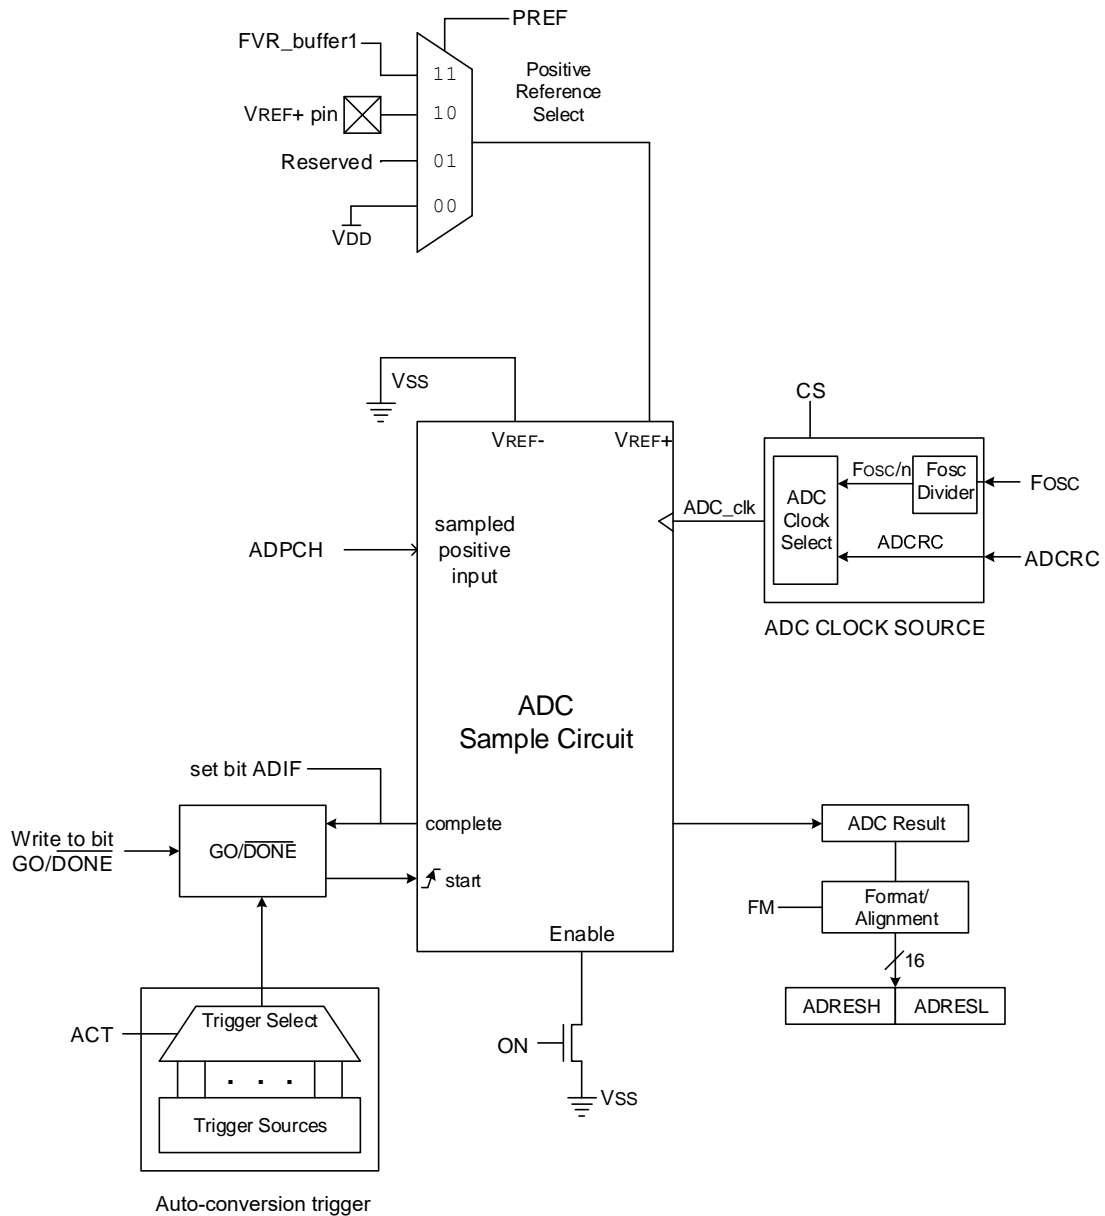 PREF
FVR_buffer1
11
Positive
Reference
Select
VREF+ pin
10
Reserved
01
00
VDD
VSS
VREF-
VREF+
CS
ADC
Clock
Select
FOSC/n
Fosc
Divider
FOSC
ADC_clk
ADCRC
ADCRC
ADC CLOCK SOURCE
sampled
positive
input
ADPCH
ADC
Sample Circuit
set bit ADIF
complete
Write to bit
GO/DONE
GO/DONE
start
ADC Result
FM
Format/
Alignment
16
ADRESH
ADRESL
Enable
ON
VSS
ACT
Trigger Select
. . .
Trigger Sources
Auto-conversion trigger